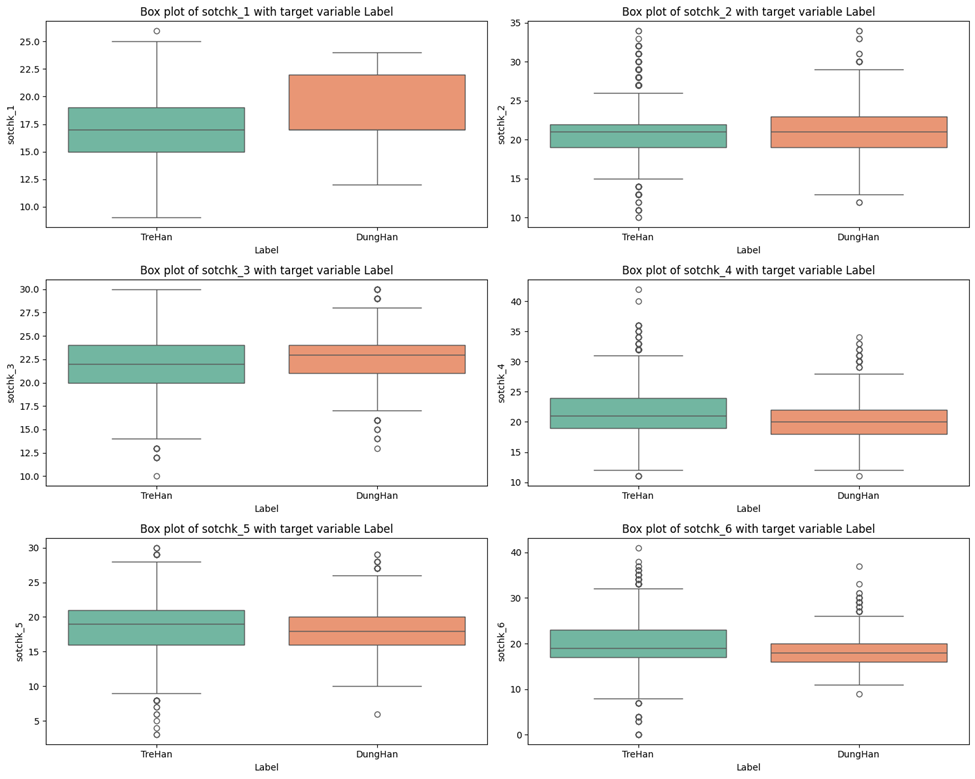 Box plot of sotchk_1 with target variable Label
25.0
22.5
20.0
17.5
15.0
12.5
10.0
sotchk_1
TreHan
DungHan
Label
Box plot of sotchk_2 with target variable Label
35
30
25
20
15
10
sotchk_2
TreHan
DungHan
Label
Box plot of sotchk_3 with target variable Label
30.0
27.5
25.0
22.5
20.0
17.5
15.0
12.5
10.0
sotchk_3
TreHan
DungHan
Label
Box plot of sotchk_4 with target variable Label
40
35
30
25
20
15
10
sotchk_4
TreHan
DungHan
Label
Box plot of sotchk_5 with target variable Label
30
25
20
15
10
5
sotchk_5
TreHan
DungHan
Label
Box plot of sotchk_6 with target variable Label
40
30
20
10
0
sotchk_6
TreHan
DungHan
Label